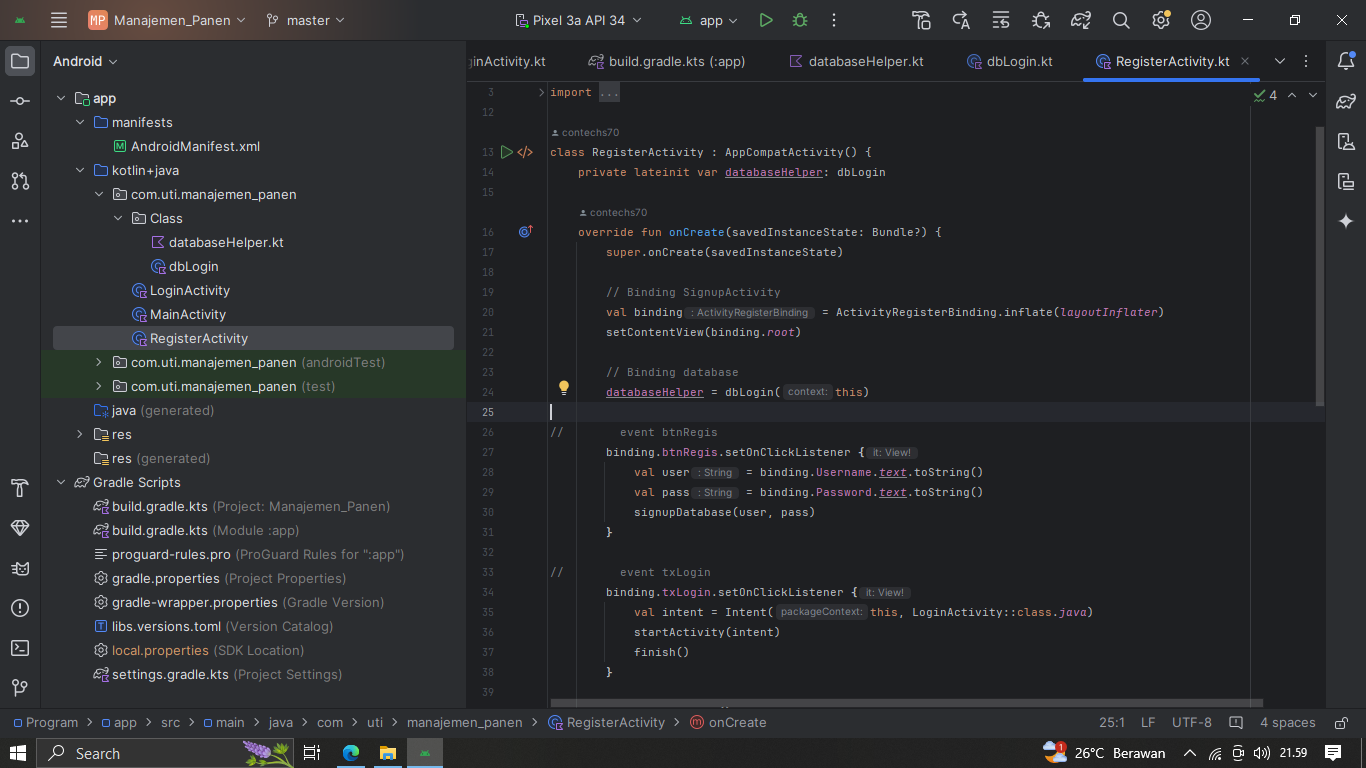 MP Manajemen_Panen master Pixel 3a API 34 app
Android
app
manifests
AndroidManifest.xml
kotlin+java
com.uti.manajemen_panen
Class
databaseHelper.kt
dbLogin
LoginActivity
MainActivity
RegisterActivity
com.uti.manajemen_panen (androidTest)
com.uti.manajemen_panen (test)
java (generated)
res
res (generated)
Gradle Scripts
build.gradle.kts (Project: Manajemen_Panen)
build.gradle.kts (Module :app)
proguard-rules.pro (ProGuard Rules for ":app")
gradle.properties (Project Properties)
gradle-wrapper.properties (Gradle Version)
libs.versions.toml (Version Catalog)
local.properties (SDK Location)
settings.gradle.kts (Project Settings)
ginActivity.kt build.gradle.kts (:app) databaseHelper.kt dbLogin.kt RegisterActivity.kt
4
3 import ...
12
contechs70
13 class RegisterActivity : AppCompatActivity() {
14 private lateinit var databaseHelper: dbLogin
15
contechs70
16 override fun onCreate(savedInstanceState: Bundle?) {
17 super.onCreate(savedInstanceState)
18
19 // Binding SignupActivity
20 val binding : ActivityRegisterBinding = ActivityRegisterBinding.inflate(layoutInflater)
21 setContentView(binding.root)
22
23 // Binding database
24 databaseHelper = dbLogin( context: this)
25
26 // event btnRegis
27 binding.btnRegis.setOnClickListener { it: View!
28 val user : String = binding.Username.text.toString()
29 val pass : String = binding.Password.text.toString()
30 signupDatabase(user, pass)
31 }
32
33 // event txLogin
34 binding.txLogin.setOnClickListener { it: View!
35 val intent = Intent( packageContext: this, LoginActivity::class.java)
36 startActivity(intent)
37 finish()
38 }
39
Program > app > src > main > java > com > uti > manajemen_panen > RegisterActivity > onCreate 25:1 LF UTF-8 4 spaces
Search 1 26°C Berawan 21.59